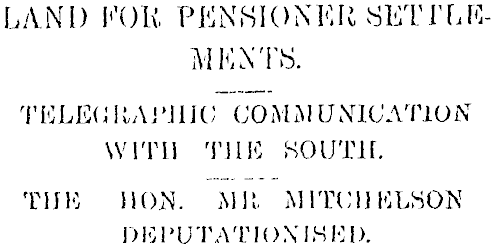 LAND FOR PENSIONER SETTLE-
MENTS.
TELEGRAPHIC COMMUNICATION
WITH THE SOUTH.
THE HON. MR MITCHELSON
DEPUTATIONISED.